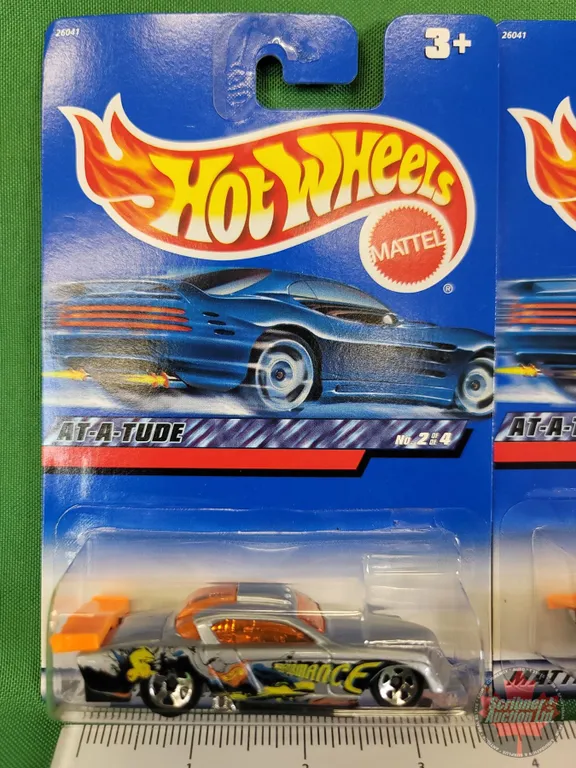 26041
3+
HOT WHEELS
MATTEL
®
AT-A-TUDE
No. 2 OF 4
26041
AT-A-T
MATT
Scribner
Auction Ltd
1 2 3 4